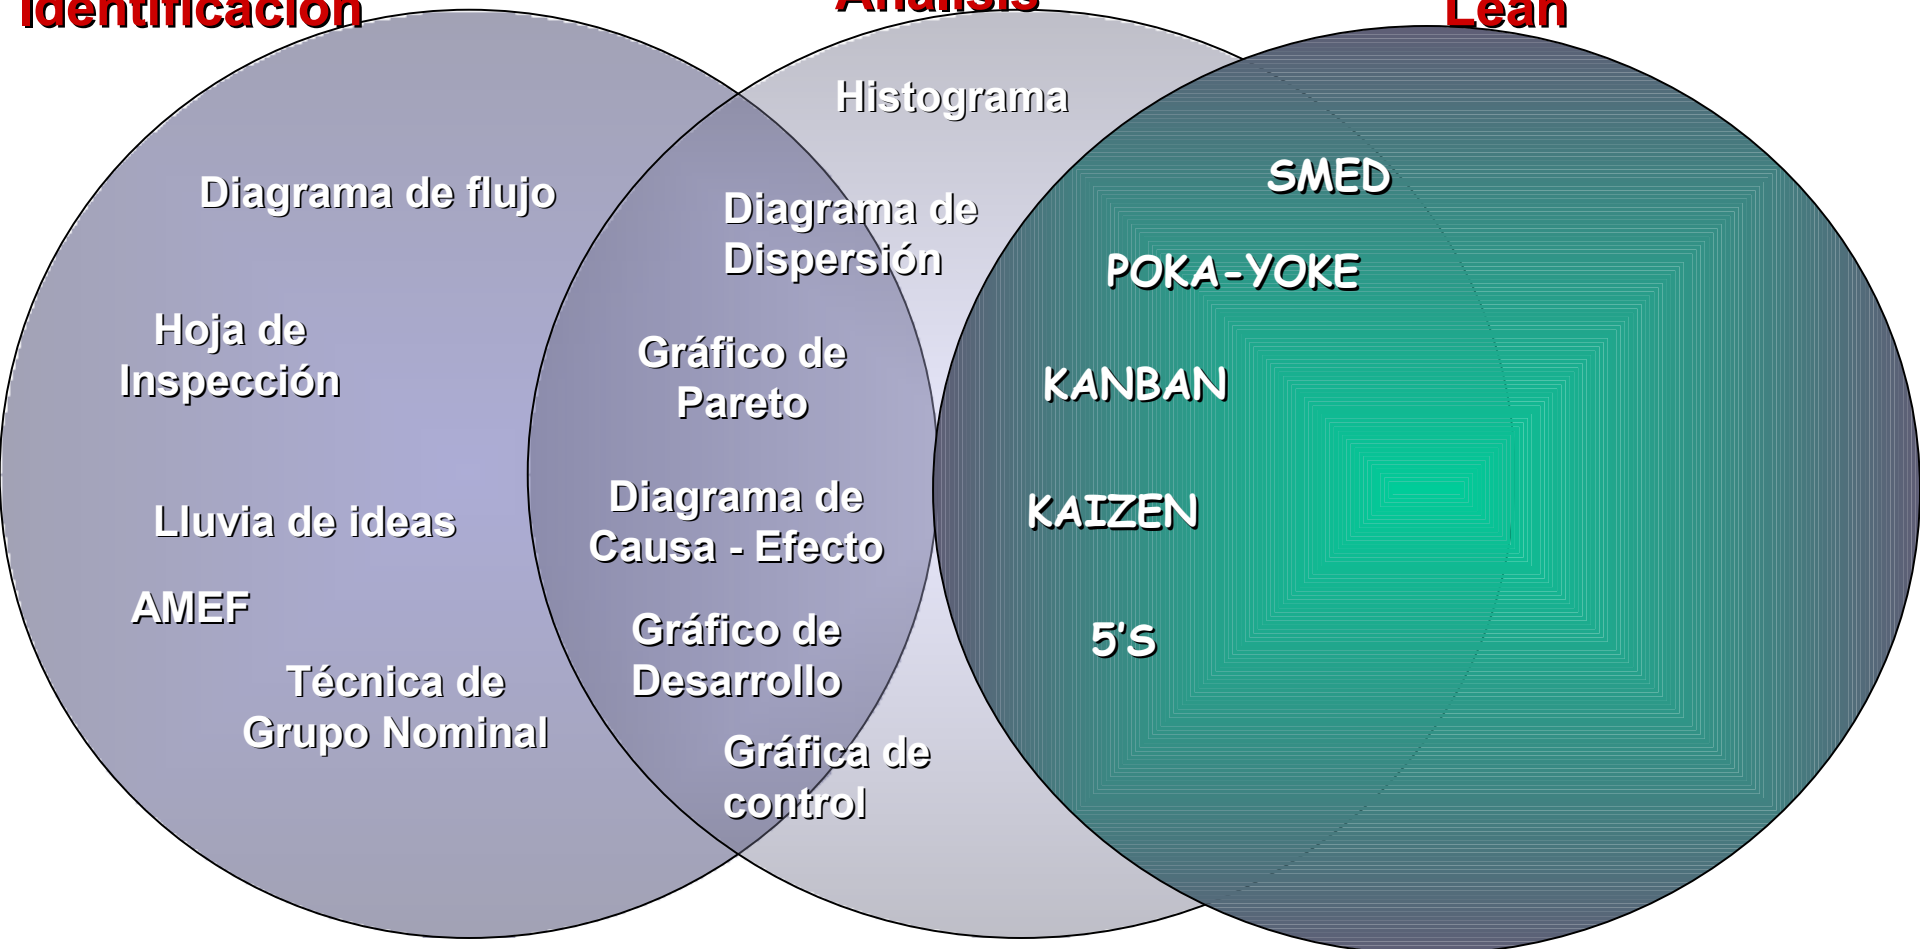 Identificación
Análisis
Lean
Diagrama de flujo
Hoja de
Inspección
Lluvia de ideas
AMEF
Técnica de
Grupo Nominal
Histograma
Diagrama de
Dispersión
Gráfico de
Pareto
Diagrama de
Causa - Efecto
Gráfico de
Desarrollo
Gráfica de
control
SMED
POKA-YOKE
KANBAN
KAIZEN
5'S